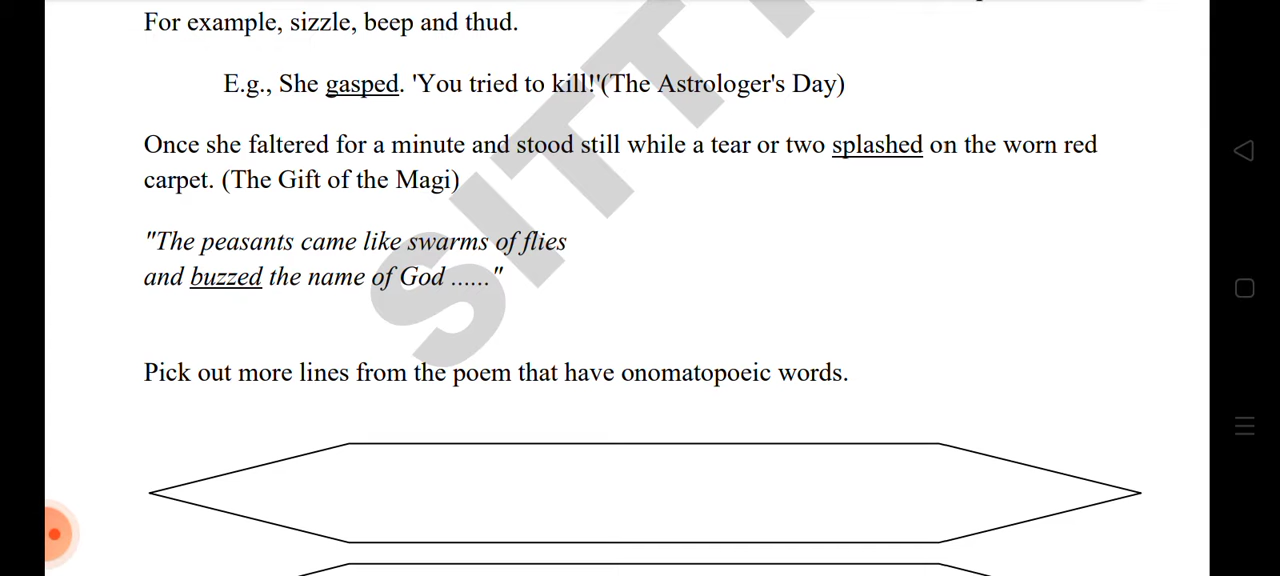 For example, sizzle, beep and thud.
E.g., She gasped. 'You tried to kill!'(The Astrologer's Day)
Once she faltered for a minute and stood still while a tear or two splashed on the worn red
carpet. (The Gift of the Magi)
"The peasants came like swarms of flies
and buzzed the name of God ......"
Pick out more lines from the poem that have onomatopoeic words.
SITT